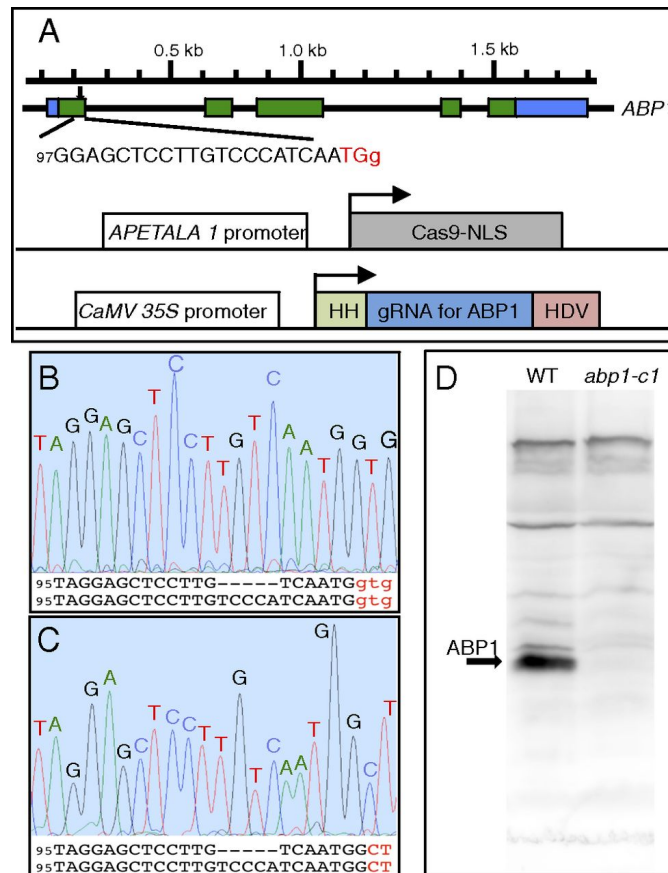 A
0.5 kb 1.0 kb 1.5 kb
ABP1
97GGAGCTCCTTGTCCCATCAATGg
APETALA 1 promoter Cas9-NLS
CaMV 35S promoter HH gRNA for ABP1 HDV
B
T A G G A G C T C C T T G T C A A T G G T G
95TAGGAGCTCCTTG-----TCAATGgtg
95TAGGAGCTCCTTGTCCCATCAATGgtg
C
T A G G A G C T C C T T G T C A A T G G C T
95TAGGAGCTCCTTG-----TCAATGGCT
95TAGGAGCTCCTTGTCCCATCAATGGCT
D
WT abp1-c1
ABP1